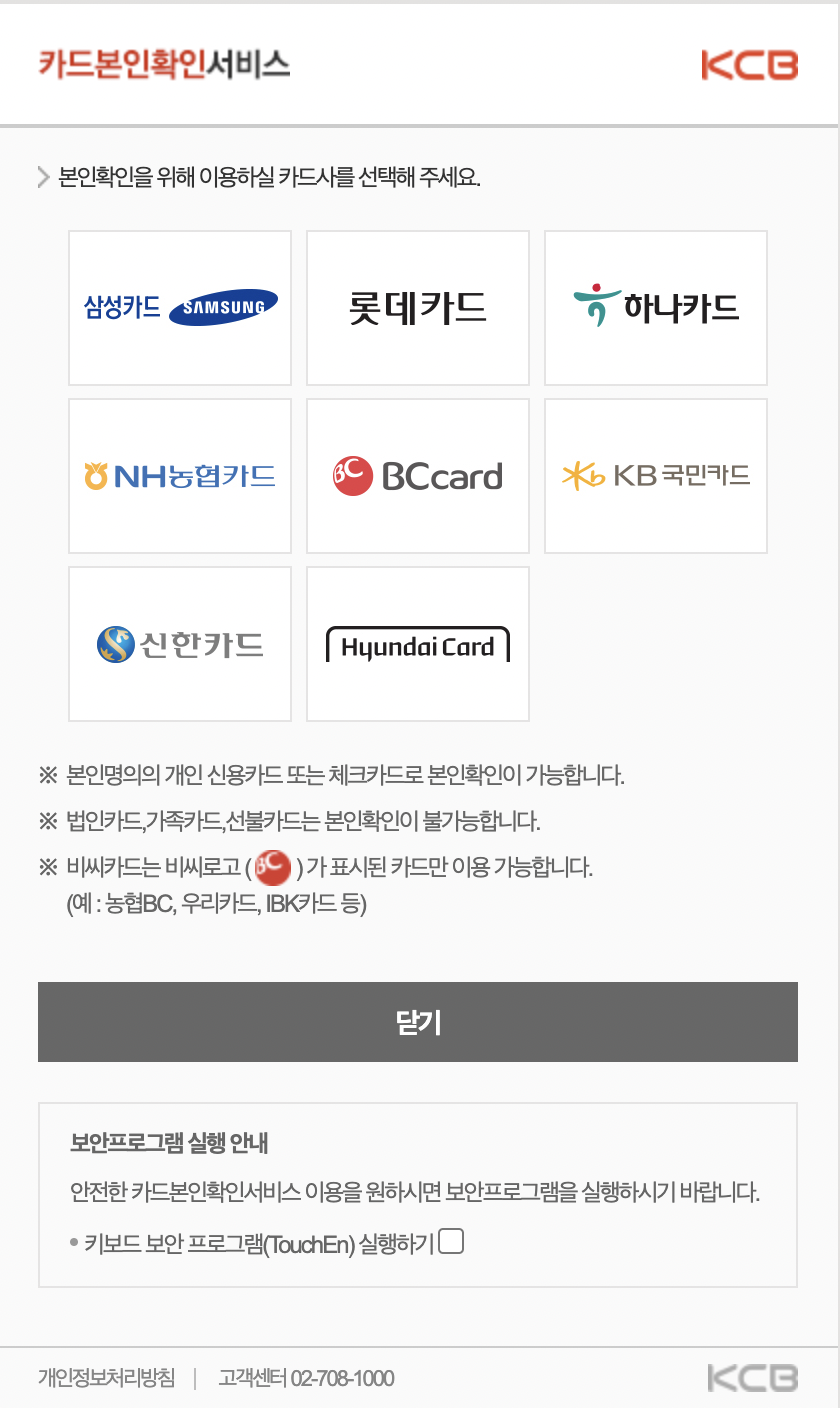 카드본인확인서비스
KCB
본인확인을 위해 이용하실 카드사를 선택해 주세요.
삼성카드 SAMSUNG
롯데카드
하나카드
NH농협카드
BC BCcard
Kb KB국민카드
신한카드
Hyundai Card
※ 본인명의의 개인 신용카드 또는 체크카드로 본인확인이 가능합니다.
※ 법인카드,가족카드,선불카드는 본인확인이 불가능합니다.
※ 비씨카드는 비씨로고 ( BC ) 가 표시된 카드만 이용 가능합니다.
(예 : 농협BC, 우리카드, IBK카드 등)
닫기
보안프로그램 실행 안내
안전한 카드본인확인서비스 이용을 원하시면 보안프로그램을 실행하시기 바랍니다.
• 키보드 보안 프로그램(TouchEn) 실행하기
개인정보처리방침 | 고객센터 02-708-1000
KCB